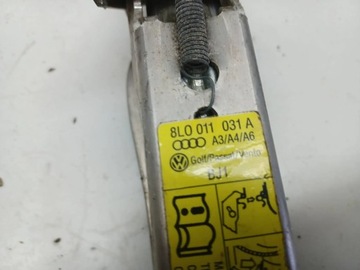 8L0 011 031 A
A3/A4/A6
Golf/Passat/Vento
BJ1